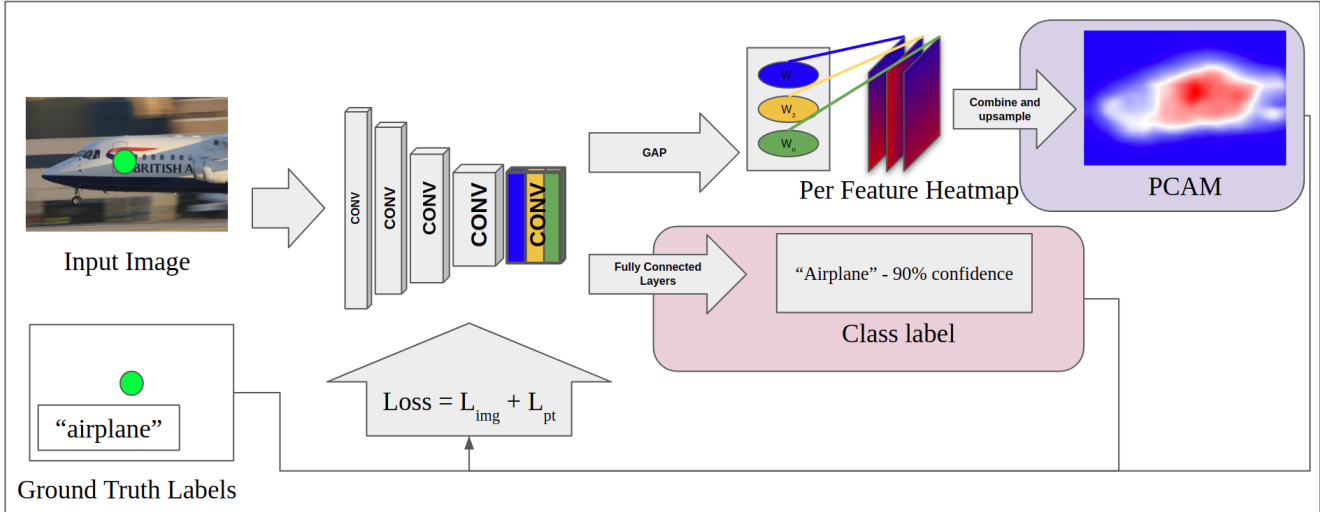 BRITISH A
Input Image
CONV
CONV
CONV
CONV
CONV
GAP
W
W2
Wn
Per Feature Heatmap
Combine and
upsample
PCAM
Fully Connected
Layers
“Airplane” - 90% confidence
Class label
Loss = Limg + Lpt
“airplane”
Ground Truth Labels